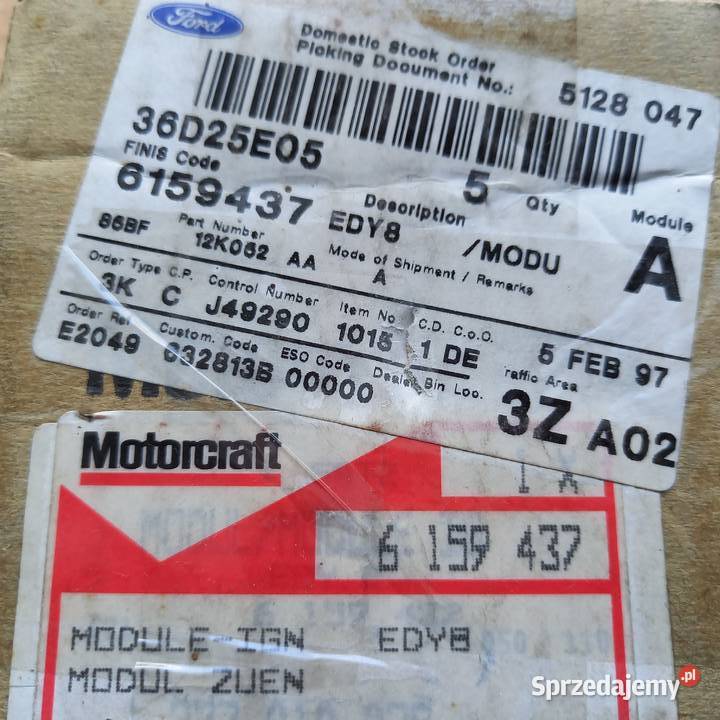 Ford
Domestic Stock Order
Picking Document No.: 5128 047
36D25E05
FINIS Code
6159437
5 Qty
Description
EDY8 /MODU
Module
A
Part Number
86BF 12K062 AA
Mode of Shipment / Remarks
A
Order Type C.P. Control Number Item No C.D. C.o.O.
3K C J49290 1015 1 DE 5 FEB 97
Order Ref Custom. Code ESO Code Dealer Bin Loc. Traffic Area
E2049 032813B 00000 3Z A02
Motorcraft
1 X
6 159 437
MODULE-IGN EDY8
MODUL ZUEN
Sprzedajemy.pl